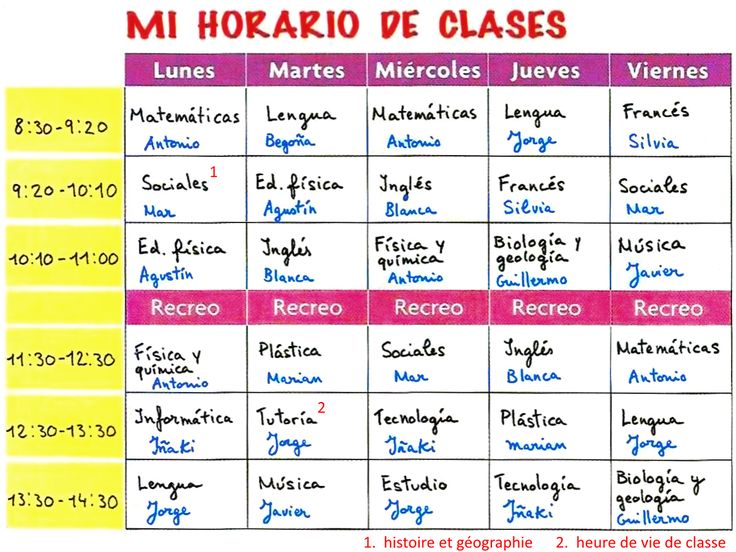 MI HORARIO DE CLASES
Lunes Martes Miércoles Jueves Viernes
8:30-9:20 Matemáticas Lengua Matemáticas Lengua Francés
Antonio Begoña Antonio Jorge Silvia
9:20-10:10 Sociales 1 Ed. física Inglés Francés Sociales
Mar Agustín Blanca Silvia Mar
10:10-11:00 Ed. física Inglés Física y química Biología y geología Música
Agustín Blanca Antonio Guillermo Javier
Recreo Recreo Recreo Recreo Recreo
11:30-12:30 Física y química Plástica Sociales Inglés Matemáticas
Antonio Marian Mar Blanca Antonio
12:30-13:30 Informática Tutoría 2 Tecnología Plástica Lengua
Iñaki Jorge Iñaki marian Jorge
13:30-14:30 Lengua Música Estudio Tecnología Biología y geología
Jorge Javier Jorge Iñaki Guillermo
1. histoire et géographie 2. heure de vie de classe